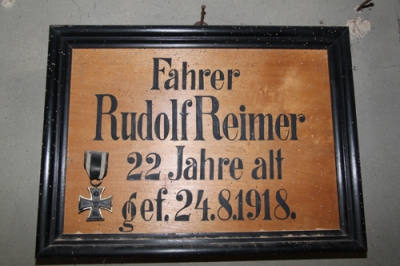 Fahrer
Rudolf Reimer
22 Jahre alt
gef. 24.8.1918.